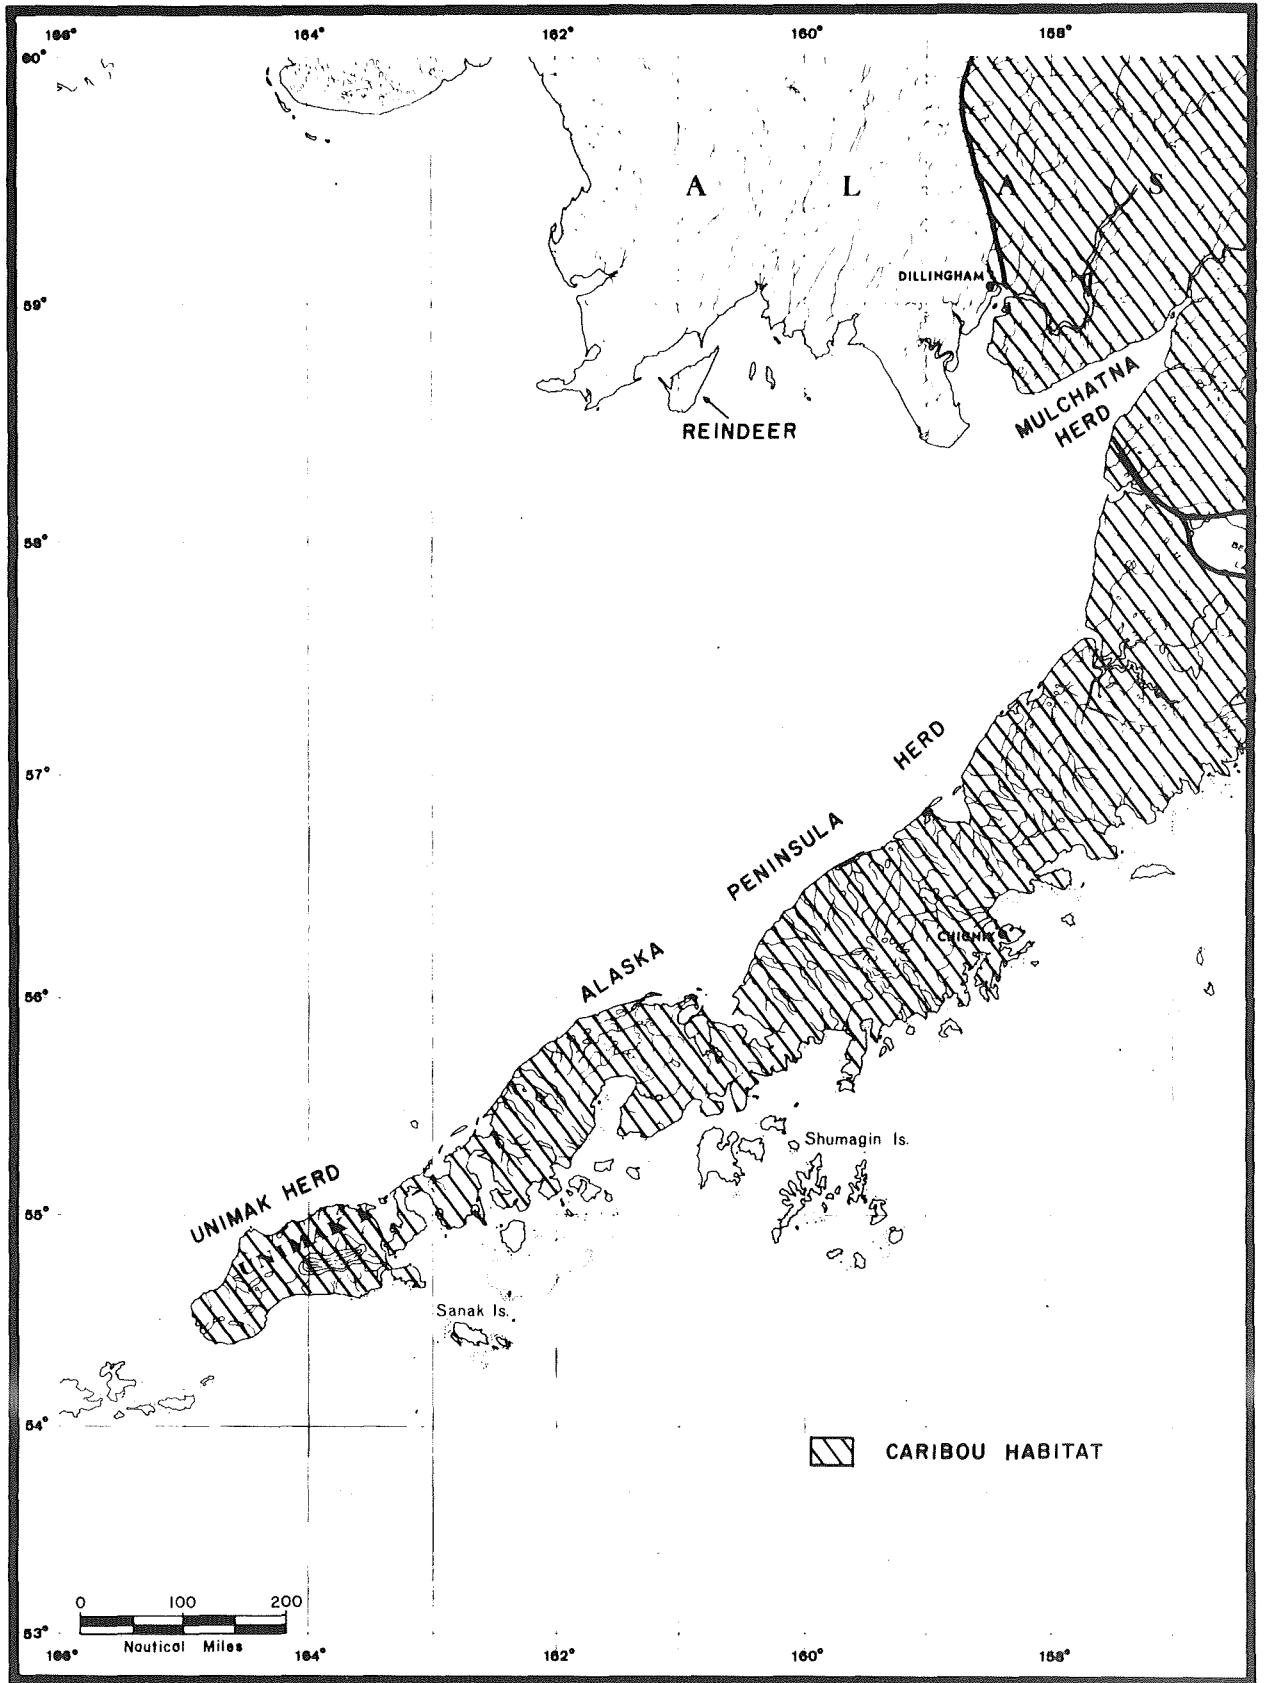 166° 164° 162° 160° 158°
60°
A L A S
DILLINGHAM
59°
MULCHATNA
HERD
REINDEER
58°
HERD
57°
PENINSULA
CHIGNIK
ALASKA
56°
Shumagin Is.
UNIMAK HERD
55°
UNIMAK
Sanak Is.
54°
CARIBOU HABITAT
0 100 200
Nautical Miles
53°
166° 164° 162° 160° 158°